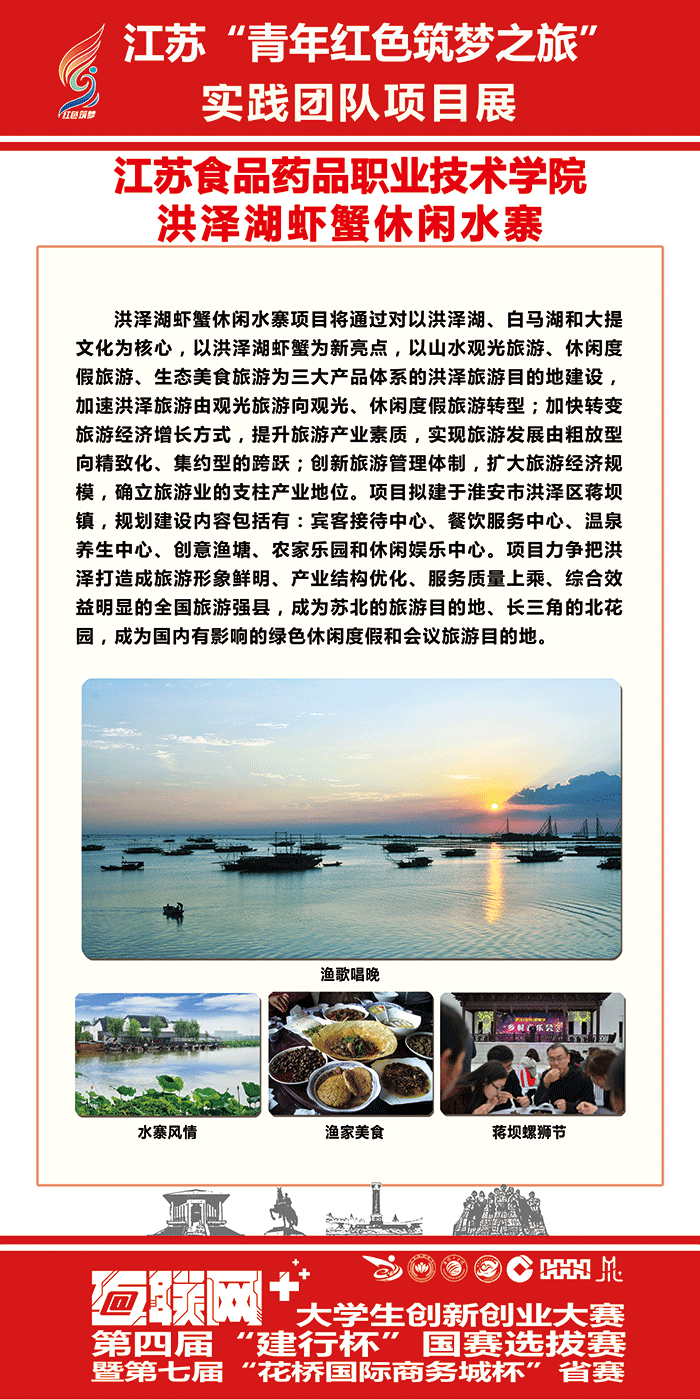 江苏“青年红色筑梦之旅”
实践团队项目展
红色筑梦
江苏食品药品职业技术学院
洪泽湖虾蟹休闲水寨
洪泽湖虾蟹休闲水寨项目将通过对以洪泽湖、白马湖和大提
文化为核心，以洪泽湖虾蟹为新亮点，以山水观光旅游、休闲度
假旅游、生态美食旅游为三大产品体系的洪泽旅游目的地建设，
加速洪泽旅游由观光旅游向观光、休闲度假旅游转型；加快转变
旅游经济增长方式，提升旅游产业素质，实现旅游发展由粗放型
向精致化、集约型的跨跃；创新旅游管理体制，扩大旅游经济规
模，确立旅游业的支柱产业地位。项目拟建于淮安市洪泽区蒋坝
镇，规划建设内容包括有：宾客接待中心、餐饮服务中心、温泉
养生中心、创意渔塘、农家乐园和休闲娱乐中心。项目力争把洪
泽打造成旅游形象鲜明、产业结构优化、服务质量上乘、综合效
益明显的全国旅游强县，成为苏北的旅游目的地、长三角的北花
园，成为国内有影响的绿色休闲度假和会议旅游目的地。
渔歌唱晚
乡村音乐会
水寨风情
渔家美食
蒋坝螺狮节
互联网+
大学生创新创业大赛
第四届“建行杯”国赛选拔赛
暨第七届“花桥国际商务城杯”省赛